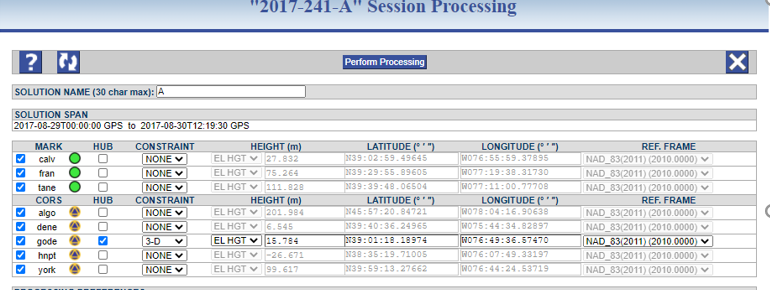 "2017-241-A" Session Processing
? Perform Processing X
SOLUTION NAME (30 char max): A
SOLUTION SPAN
2017-08-29T00:00:00 GPS to 2017-08-30T12:19:30 GPS
MARK HUB CONSTRAINT HEIGHT (m) LATITUDE (° ' ") LONGITUDE (° ' ") REF. FRAME
calv NONE EL HGT 27.832 N39:02:59.49645 W076:55:59.37895 NAD_83(2011) (2010.0000)
fran NONE EL HGT 75.264 N39:29:55.89605 W077:19:38.31730 NAD_83(2011) (2010.0000)
tane NONE EL HGT 111.828 N39:39:48.06504 W077:11:00.77708 NAD_83(2011) (2010.0000)
CORS HUB CONSTRAINT HEIGHT (m) LATITUDE (° ' ") LONGITUDE (° ' ") REF. FRAME
algo NONE EL HGT 201.984 N45:57:20.84721 W078:04:16.90638 NAD_83(2011) (2010.0000)
dene NONE EL HGT 6.545 N39:40:36.24965 W075:44:34.82897 NAD_83(2011) (2010.0000)
gode 3-D EL HGT 15.784 N39:01:18.18974 W076:49:36.57470 NAD_83(2011) (2010.0000)
hnpt NONE EL HGT -26.671 N38:35:19.71005 W076:07:49.33197 NAD_83(2011) (2010.0000)
york NONE EL HGT 99.617 N39:59:13.27662 W076:44:24.53719 NAD_83(2011) (2010.0000)